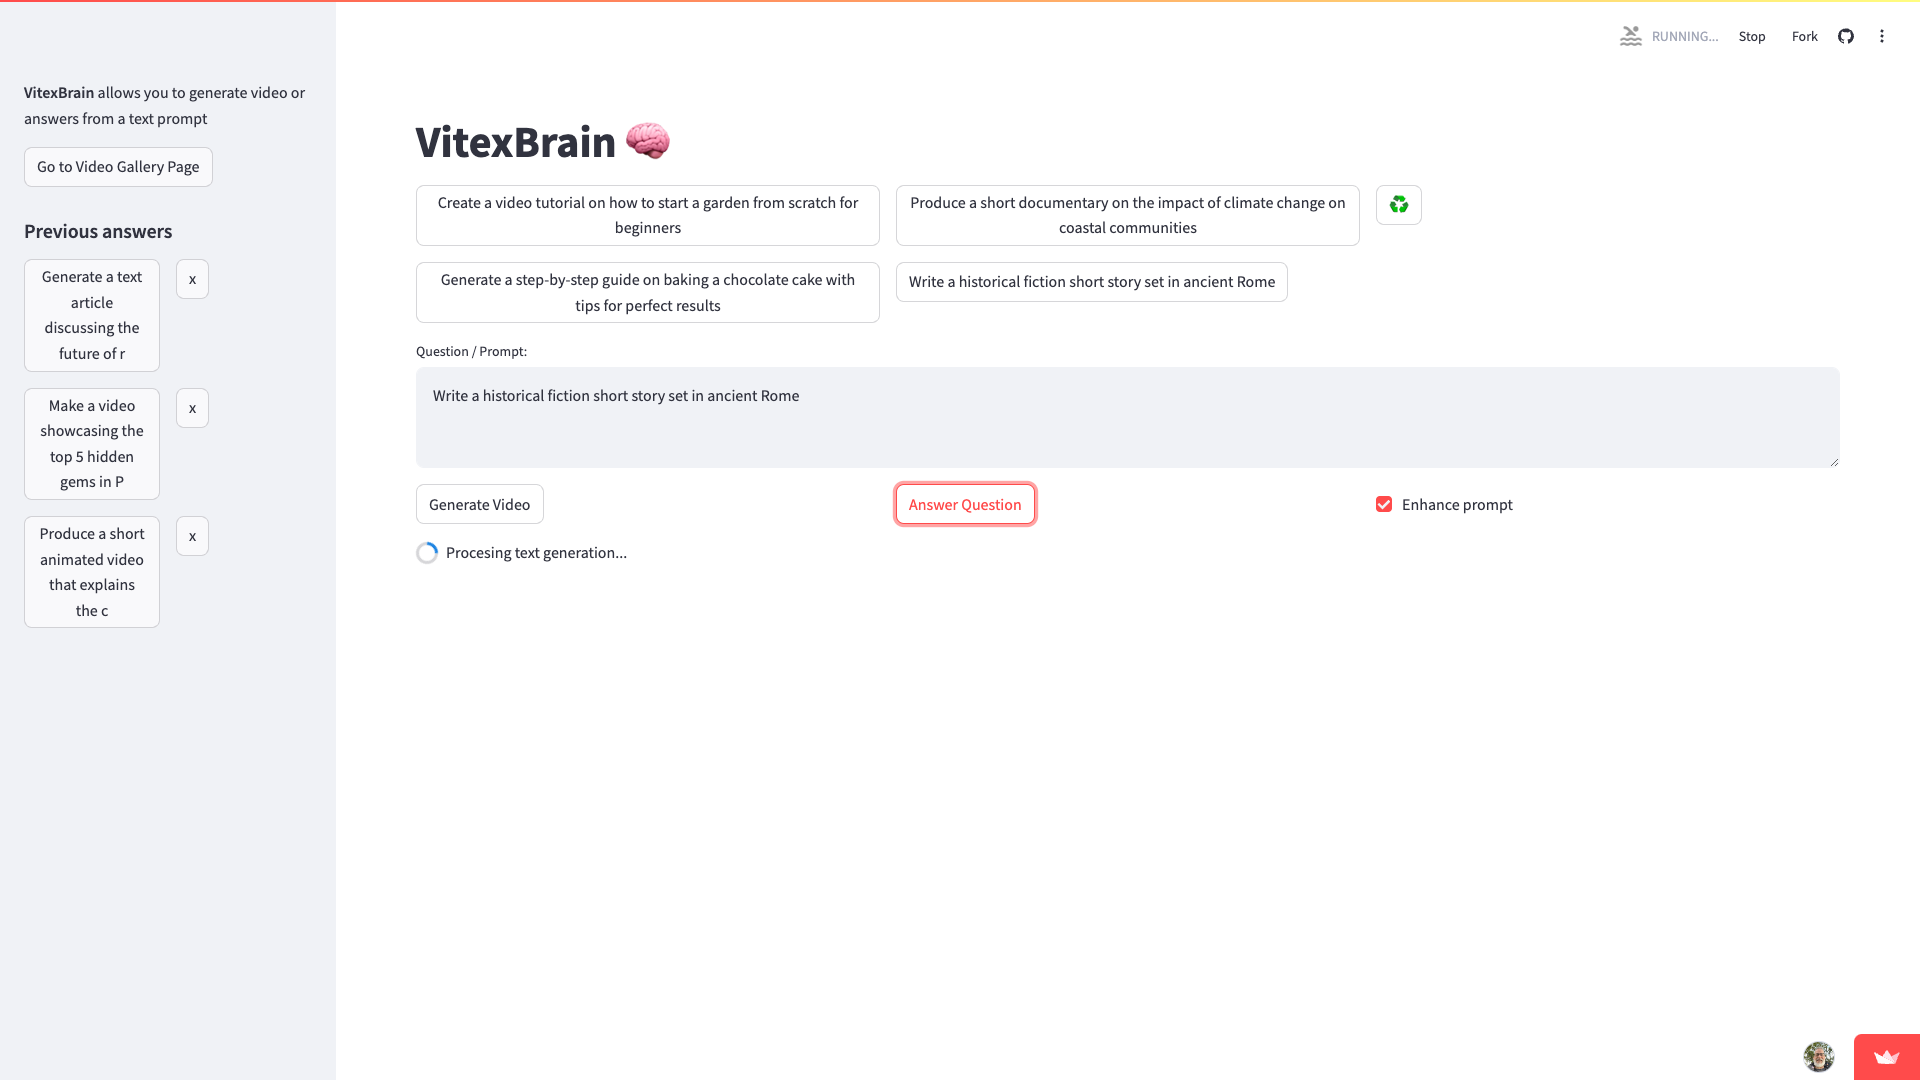 RUNNING...
Stop
Fork
VitexBrain allows you to generate video or
answers from a text prompt
Go to Video Gallery Page
Previous answers
Generate a text
article
discussing the
future of r
x
Make a video
showcasing the
top 5 hidden
gems in P
x
Produce a short
animated video
that explains
the c
x
VitexBrain
Create a video tutorial on how to start a garden from scratch for
beginners
Produce a short documentary on the impact of climate change on
coastal communities
Generate a step-by-step guide on baking a chocolate cake with
tips for perfect results
Write a historical fiction short story set in ancient Rome
Question / Prompt:
Write a historical fiction short story set in ancient Rome
Generate Video
Answer Question
Enhance prompt
Procesing text generation...